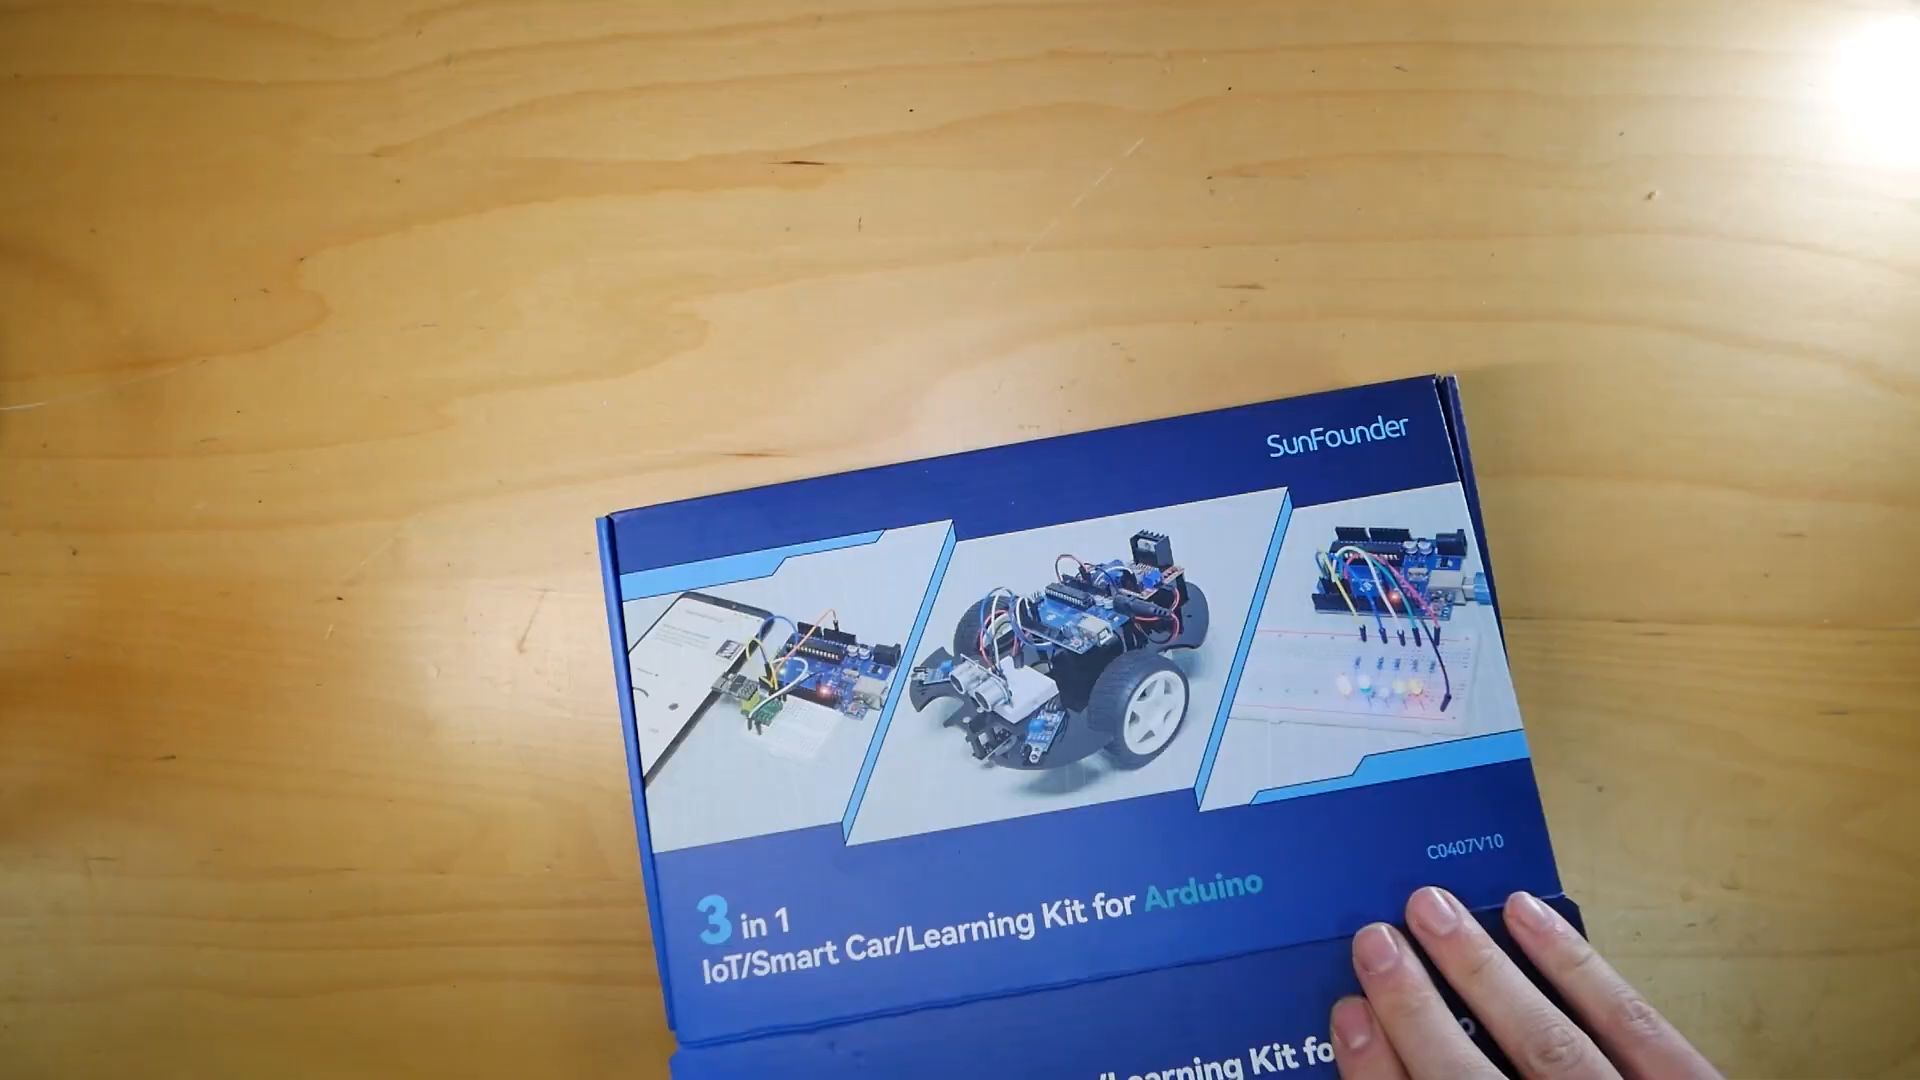 SunFounder
C0407V10
3 in 1
IoT/Smart Car/Learning Kit for Arduino
/Learning Kit fo